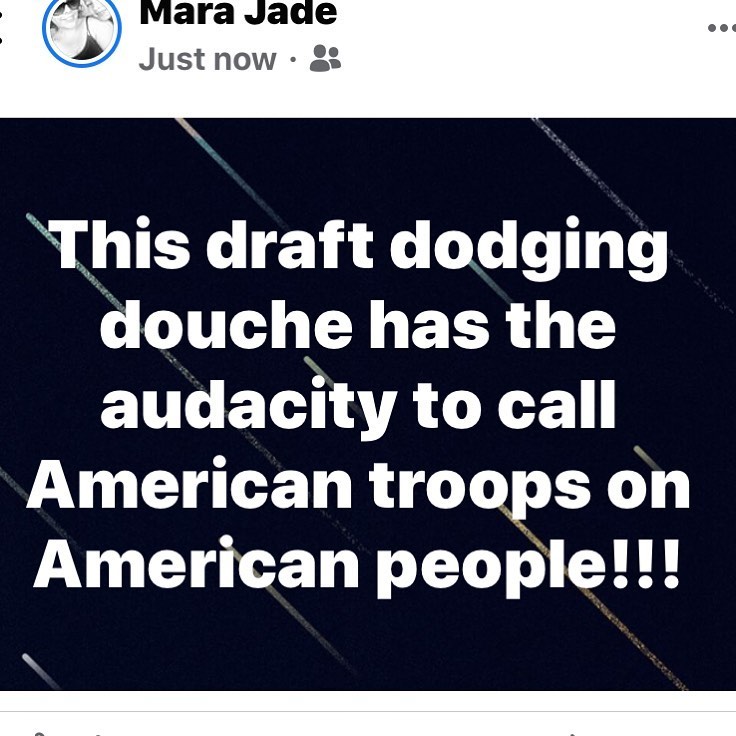 Mara Jade
Just now ·
This draft dodging
douche has the
audacity to call
American troops on
American people!!!